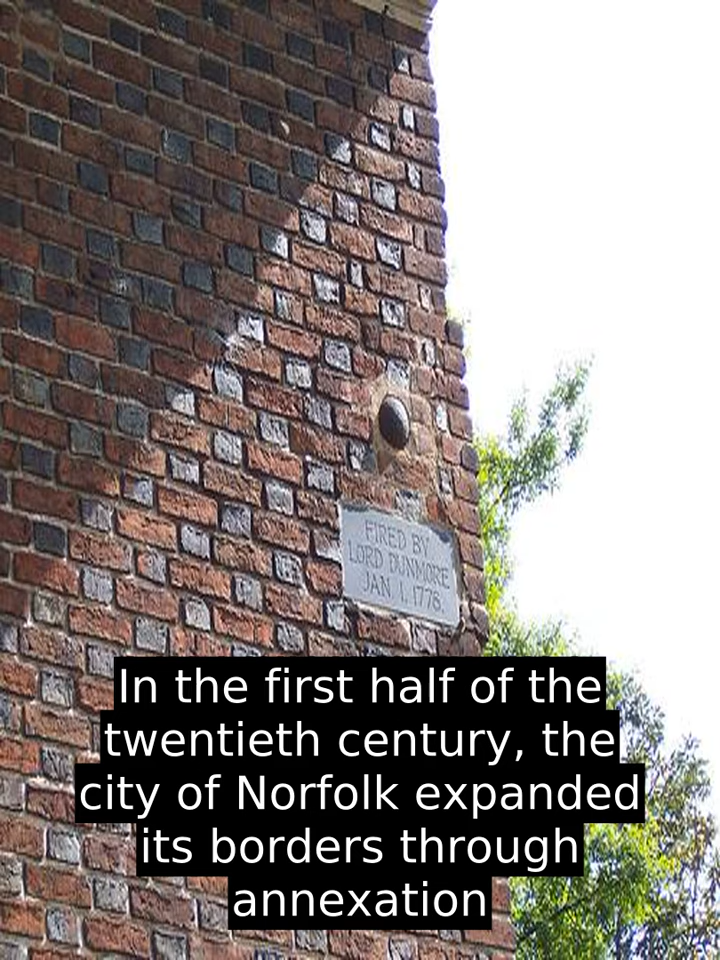 FIRED BY
LORD DUNMORE
JAN. 1. 1776.
In the first half of the
twentieth century, the
city of Norfolk expanded
its borders through
annexation